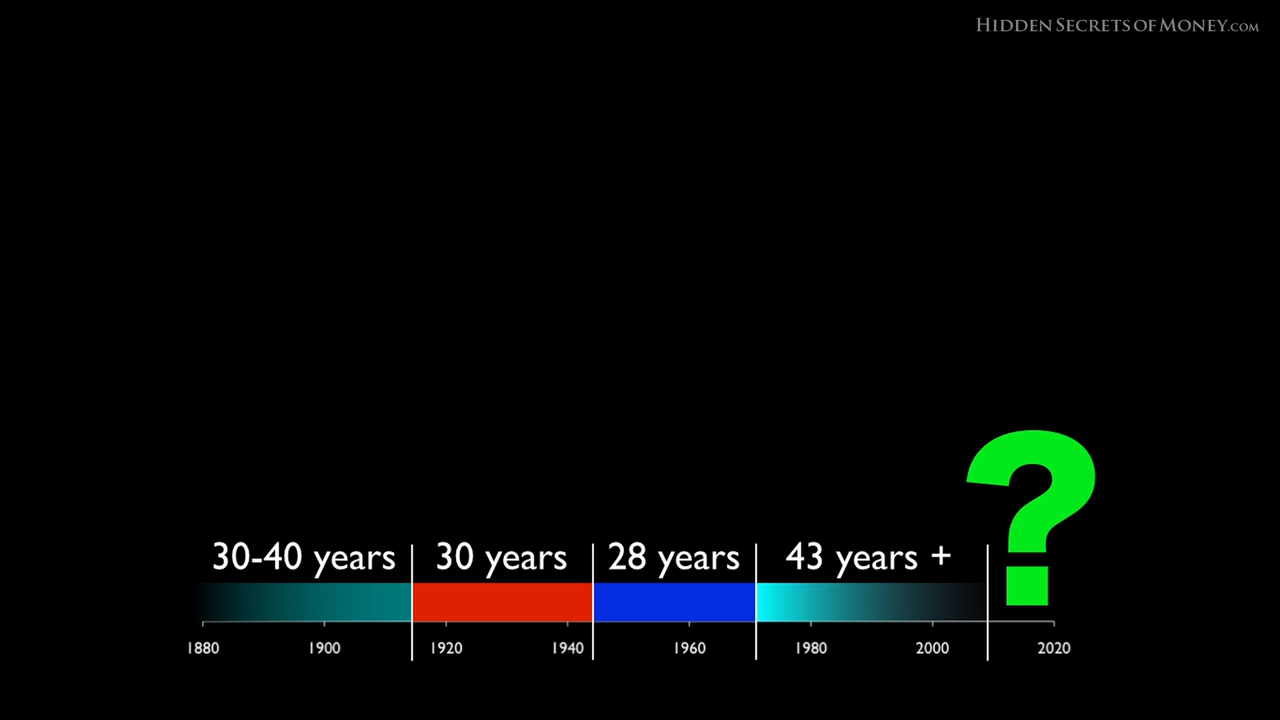 HIDDEN SECRETS OF MONEY.COM
?
30-40 years 30 years 28 years 43 years +
1880 1900 1920 1940 1960 1980 2000 2020